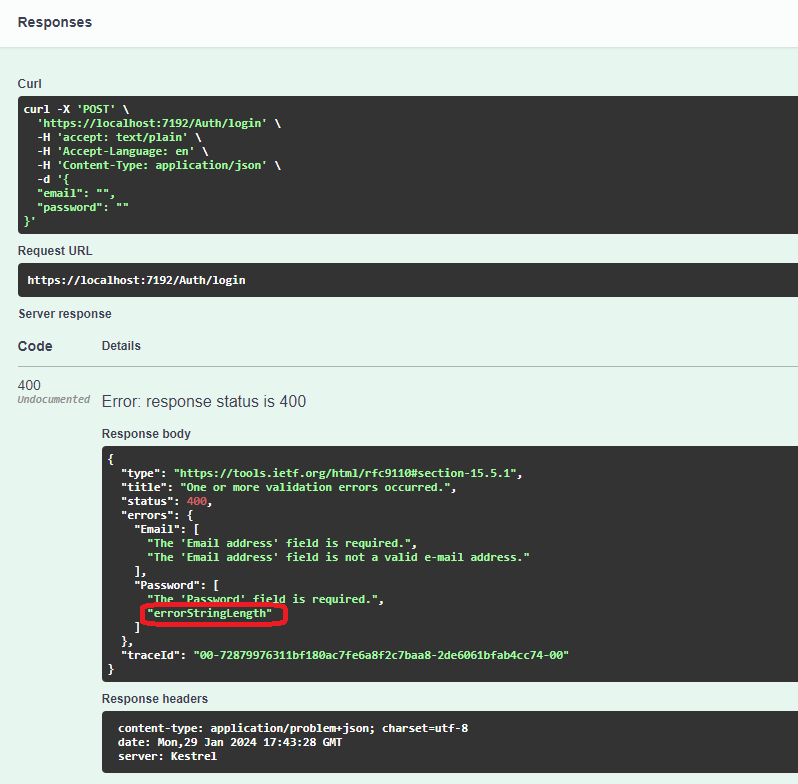 Responses
Curl
curl -X 'POST' \
'https://localhost:7192/Auth/login' \
-H 'accept: text/plain' \
-H 'Accept-Language: en' \
-H 'Content-Type: application/json' \
-d '{
"email": "",
"password": ""
}'
Request URL
https://localhost:7192/Auth/login
Server response
Code Details
400
Undocumented
Error: response status is 400
Response body
{
"type": "https://tools.ietf.org/html/rfc9110#section-15.5.1",
"title": "One or more validation errors occurred.",
"status": 400,
"errors": {
"Email": [
"The 'Email address' field is required.",
"The 'Email address' field is not a valid e-mail address."
],
"Password": [
"The 'Password' field is required.",
"errorStringLength"
]
},
"traceId": "00-72879976311bf180ac7fe6a8f2c7baa8-2de6061bfab4cc74-00"
}
Response headers
content-type: application/problem+json; charset=utf-8
date: Mon,29 Jan 2024 17:43:28 GMT
server: Kestrel